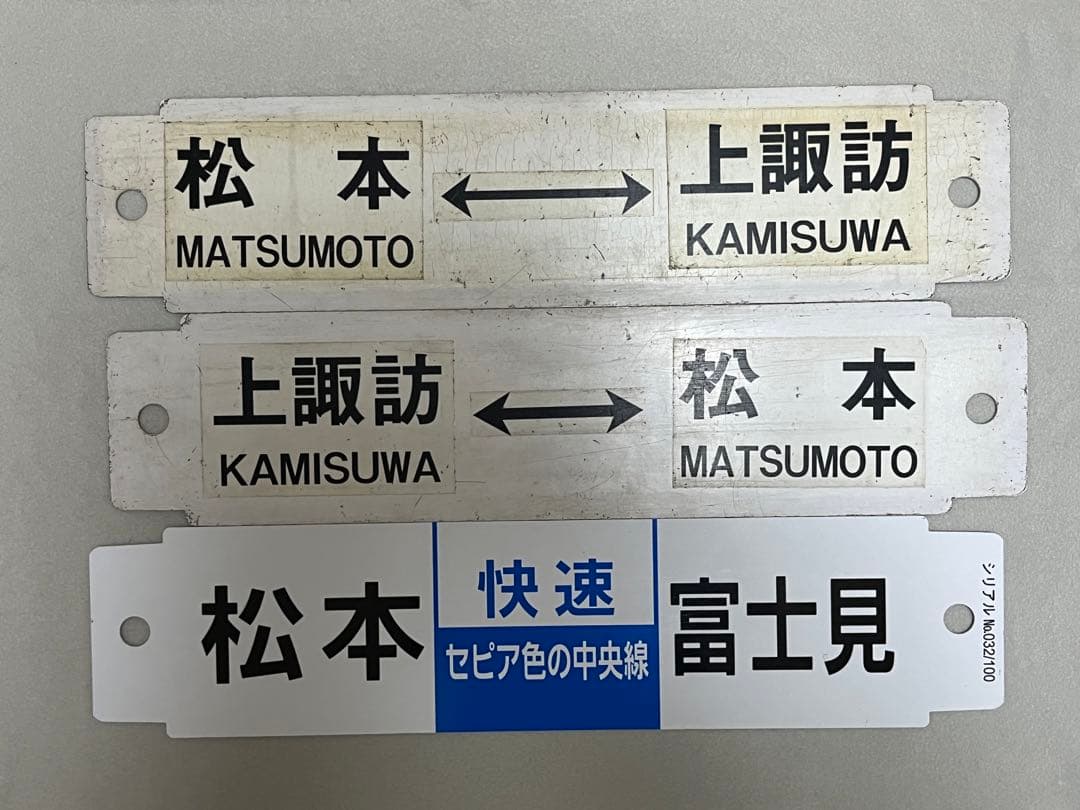 松本 ↔ 上諏訪
MATSUMOTO KAMISUWA
上諏訪 ↔ 松本
KAMISUWA MATSUMOTO
松本 快速 富士見
セピア色の中央線
シリアル No.032/100